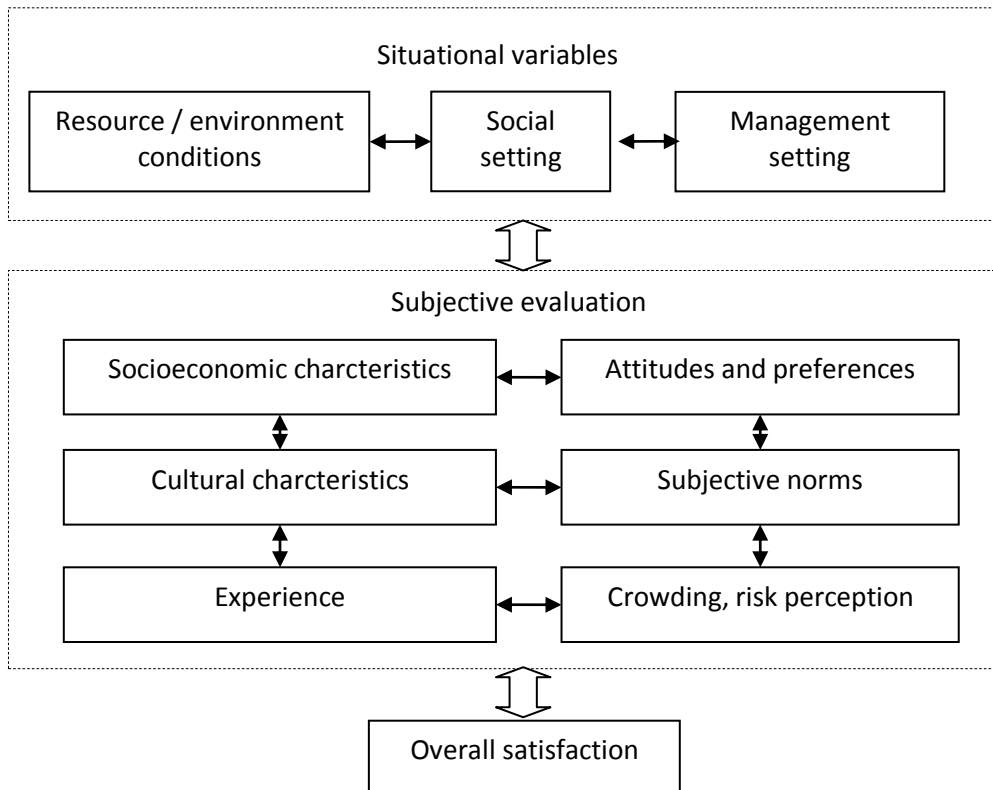 Situational variables
Resource / environment
conditions
Social
setting
Management
setting
Subjective evaluation
Socioeconomic charcteristics
Attitudes and preferences
Cultural charcteristics
Subjective norms
Experience
Crowding, risk perception
Overall satisfaction